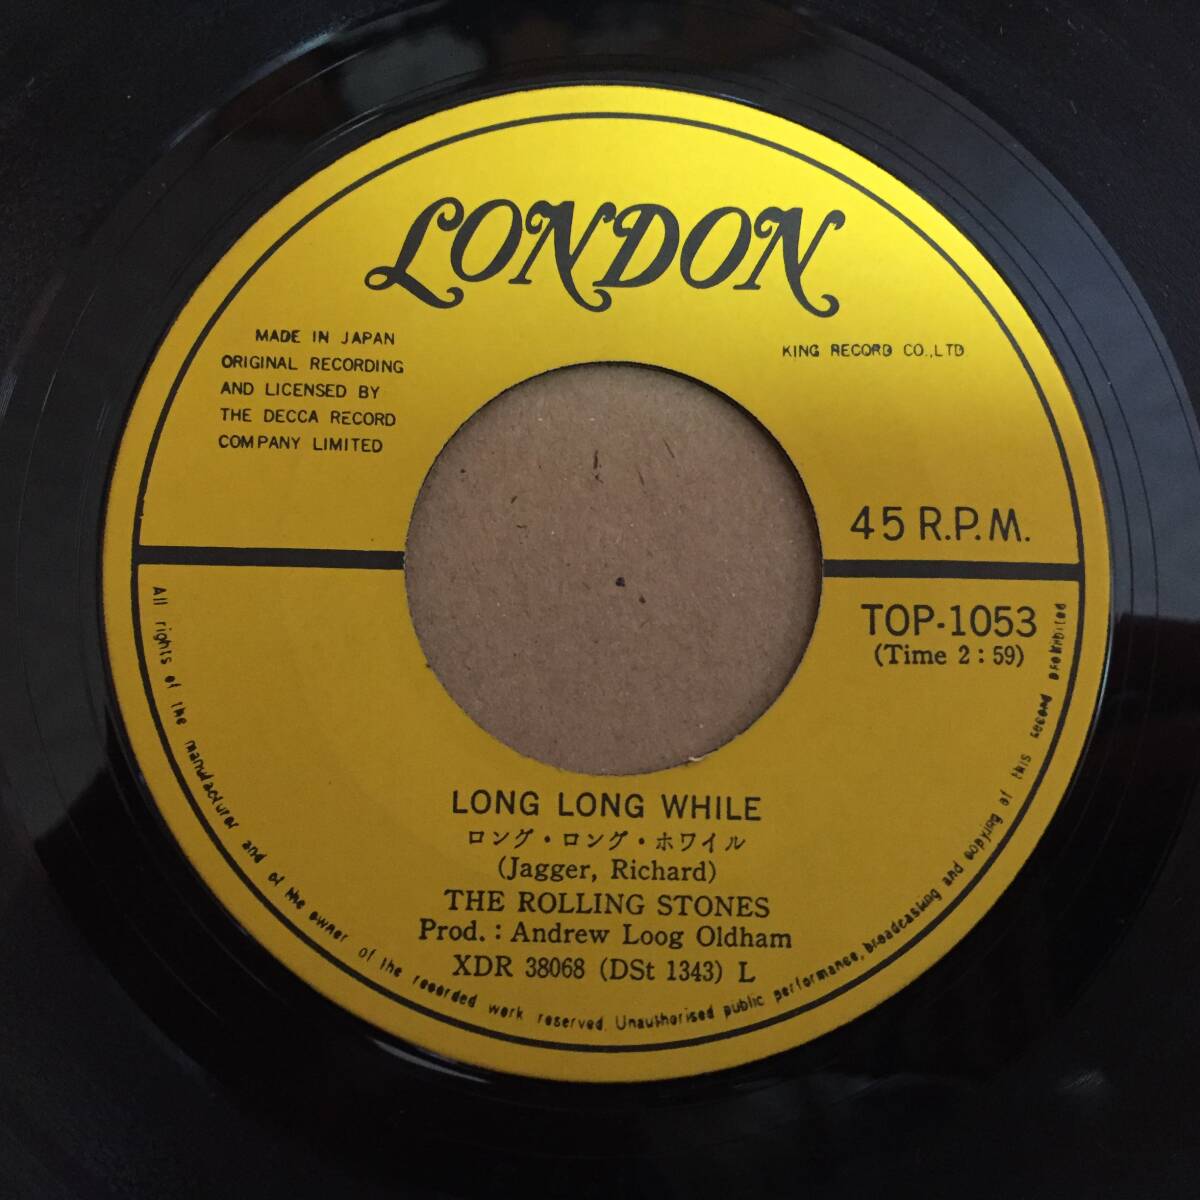 LONDON
MADE IN JAPAN
ORIGINAL RECORDING
AND LICENSED BY
THE DECCA RECORD
COMPANY LIMITED
KING RECORD CO.,LTD.
45 R.P.M.
TOP-1053
(Time 2:59)
LONG LONG WHILE
ロング・ロング・ホワイル
(Jagger, Richard)
THE ROLLING STONES
Prod.: Andrew Loog Oldham
XDR 38068 (DSt 1343) L
All rights of the manufacturer and of the owner of the recorded work reserved. Unauthorised public performance, broadcasting and copying of this record prohibited